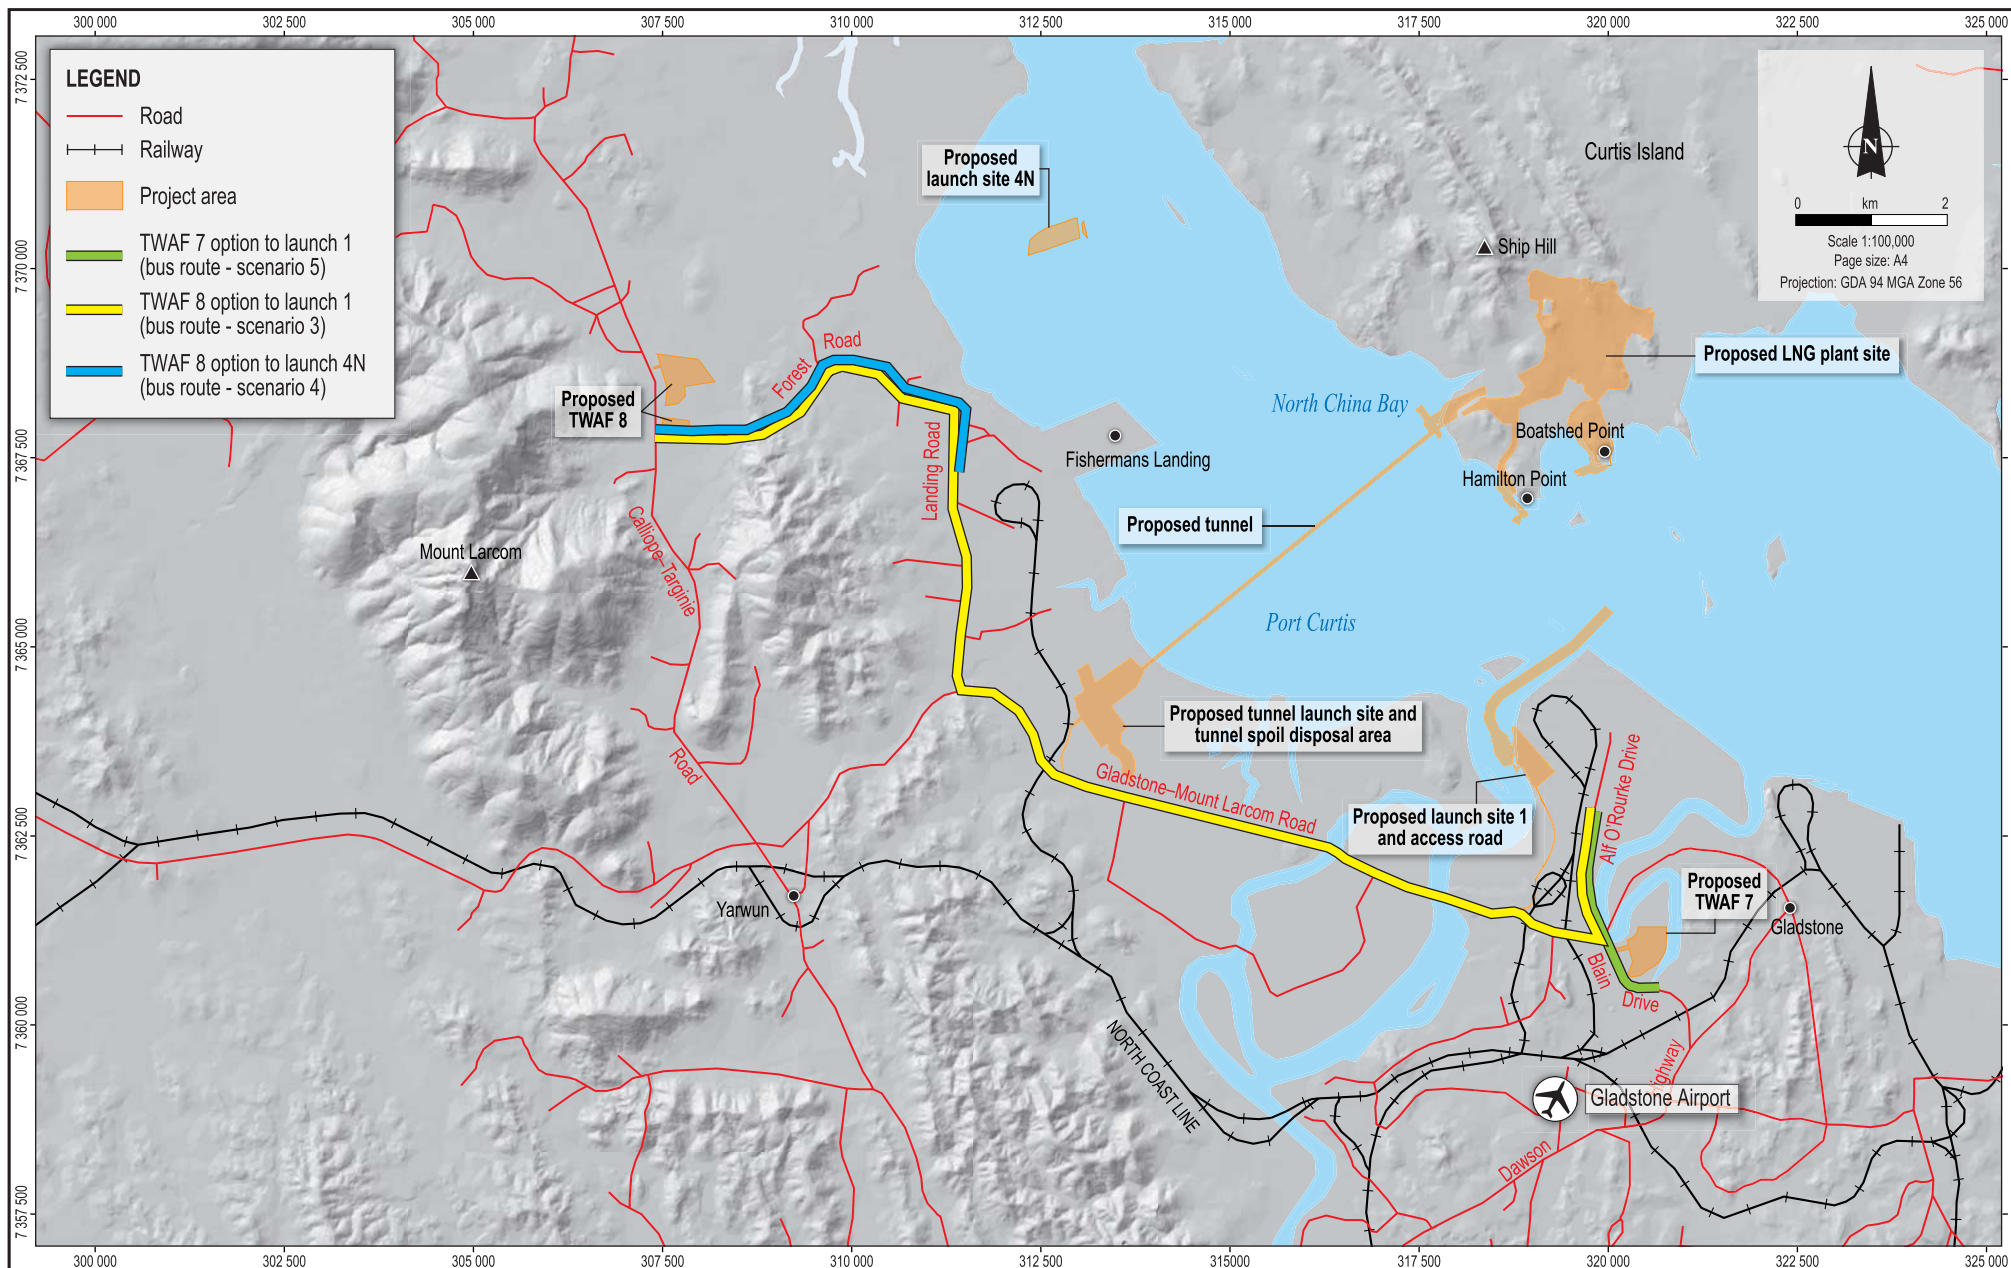 300 000
302 500
305 000
307 500
310 000
312 500
315 000
317 500
320 000
322 500
325 000
7 372 500
7 370 000
7 367 500
7 365 000
7 362 500
7 360 000
7 357 500
LEGEND
Road
Railway
Project area
TWAF 7 option to launch 1
(bus route - scenario 5)
TWAF 8 option to launch 1
(bus route - scenario 3)
TWAF 8 option to launch 4N
(bus route - scenario 4)
N
0 km 2
Scale 1:100,000
Page size: A4
Projection: GDA 94 MGA Zone 56
Proposed
launch site 4N
Curtis Island
Ship Hill
Proposed LNG plant site
Forest Road
Proposed
TWAF 8
North China Bay
Boatshed Point
Fishermans Landing
Hamilton Point
Landing Road
Proposed tunnel
Mount Larcom
Calliope–Targinie
Road
Port Curtis
Proposed tunnel launch site and
tunnel spoil disposal area
Gladstone–Mount Larcom Road
Proposed launch site 1
and access road
Alf O'Rourke Drive
Proposed
TWAF 7
Yarwun
Gladstone
Blain
Drive
NORTH COAST LINE
Highway
Gladstone Airport
Dawson
300 000
302 500
305 000
307 500
310 000
312 500
315 000
317 500
320 000
322 500
325 000